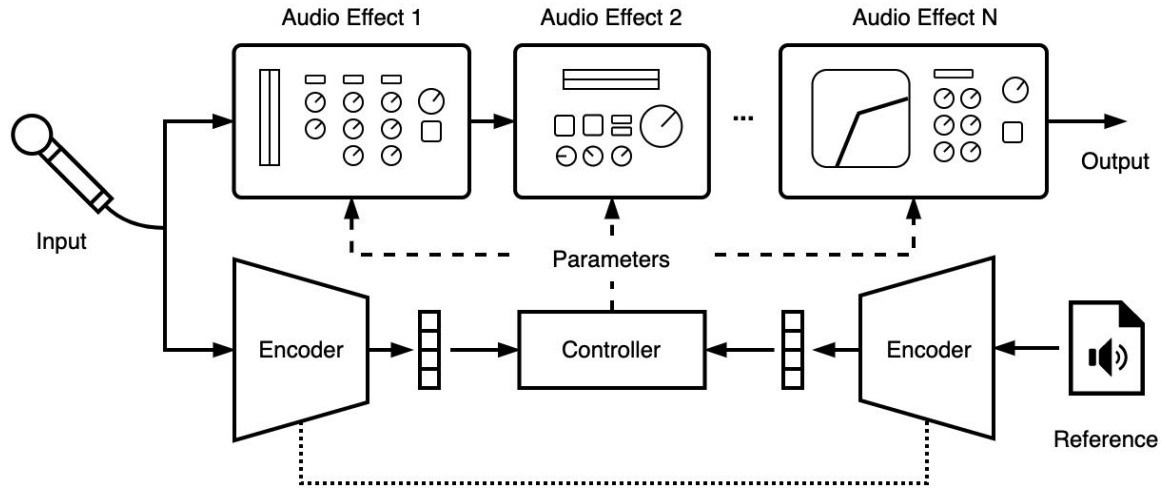 Audio Effect 1
Audio Effect 2
Audio Effect N
...
Input
Output
Parameters
Encoder
Controller
Encoder
Reference